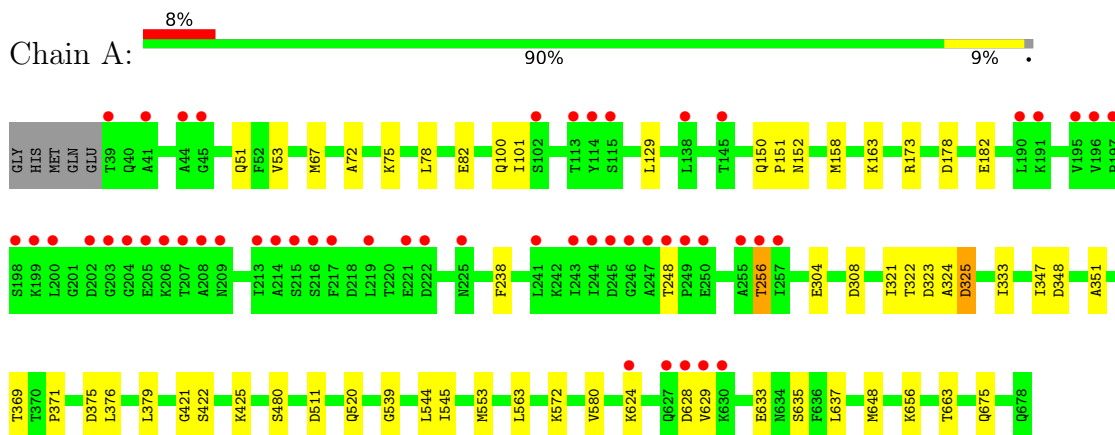 8%
Chain A:
90% 9% •
GLY HIS MET GLN GLU T39 Q40 A41 A44 G45 Q51 F52 V53 M67 A72 K75 L78 E82 Q100 I101 S102 T113 Y114 S115 L129 L138 T145 Q150 P151 N152 M158 K163 R173 D178 E182 L190 K191 V195 V196 P197
S198 K199 L200 G201 D202 G203 G204 E205 K206 T207 A208 N209 I213 A214 S215 S216 F217 D218 L219 T220 E221 D222 N225 F238 L241 K242 I243 I244 D245 G246 A247 T248 P249 E250 A255 T256 I257 E304 D308 I321 T322 D323 A324 D325 I333 I347 D348 A351
T369 T370 P371 D375 L376 L379 G421 S422 K425 S480 D511 Q520 G539 L544 I545 M553 L563 K572 V580 K624 Q627 D628 V629 K630 E633 N634 S635 F636 L637 M648 K656 T663 Q675 Q678